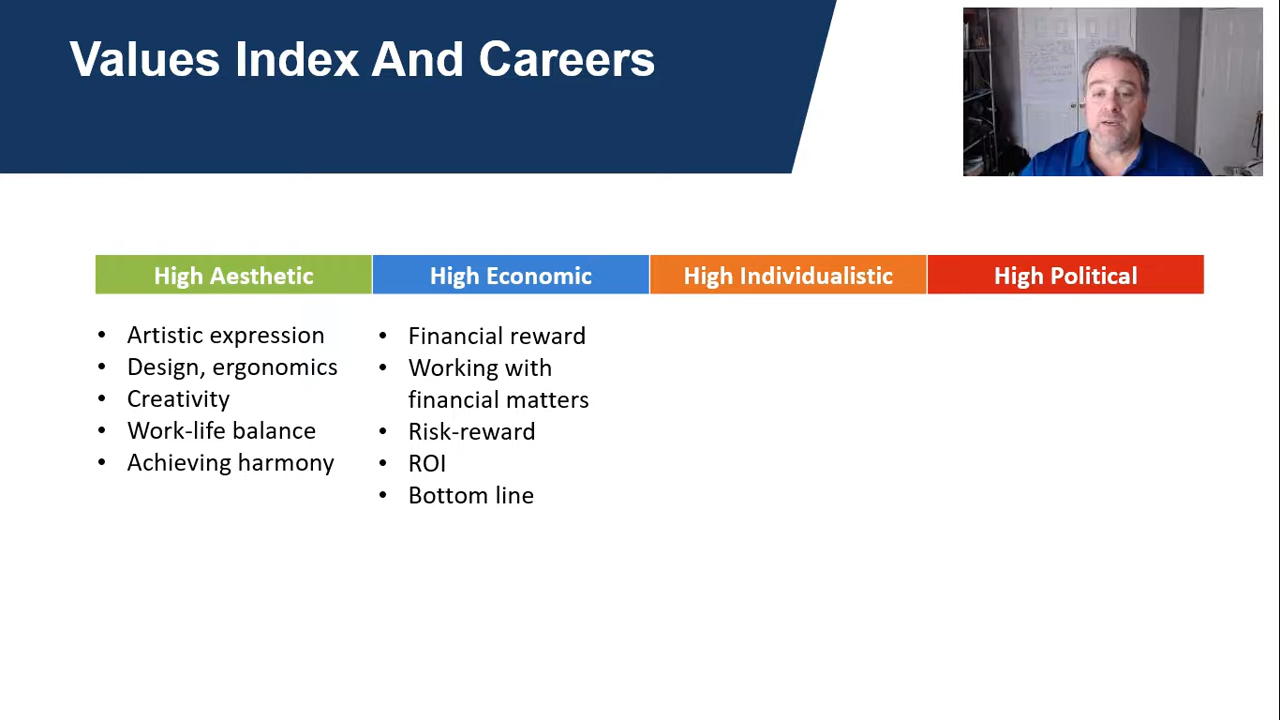 Values Index And Careers
High Aesthetic
High Economic
High Individualistic
High Political
• Artistic expression
• Design, ergonomics
• Creativity
• Work-life balance
• Achieving harmony
• Financial reward
• Working with
financial matters
• Risk-reward
• ROI
• Bottom line